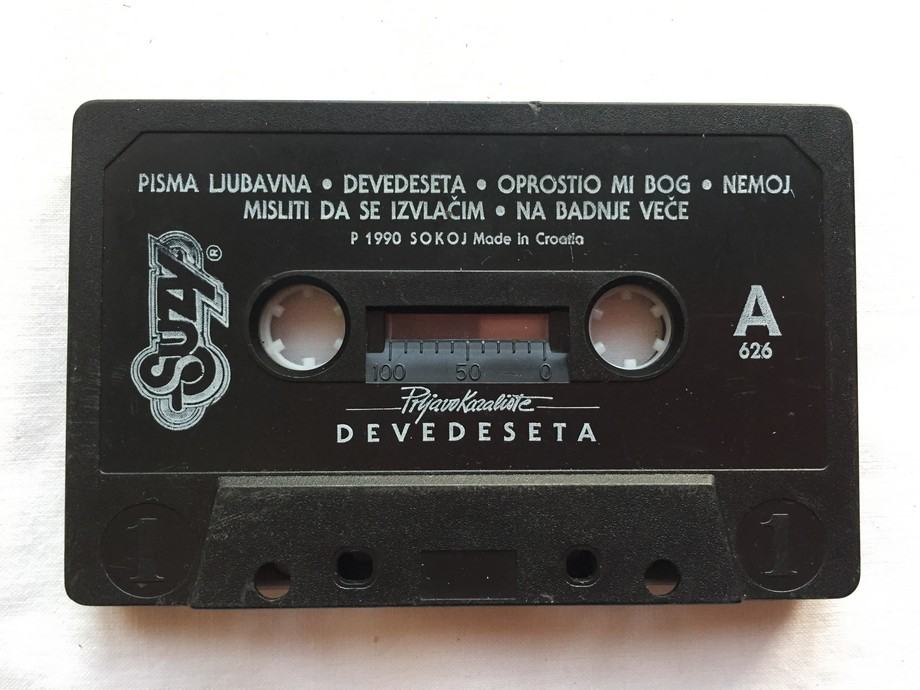 PISMA LJUBAVNA • DEVEDESETA • OPROSTIO MI BOG • NEMOJ
MISLITI DA SE IZVLAČIM • NA BADNJE VEČE
P 1990 SOKOJ Made in Croatia
SUZY®
A
626
100 50 0
Prljavo Kazalište
DEVEDESETA
1 1